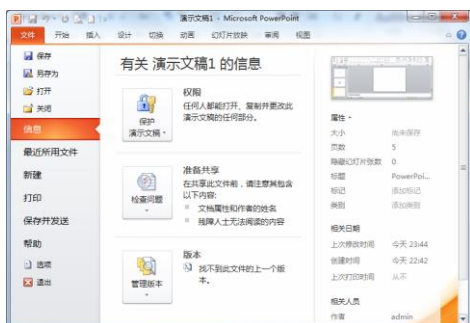 演示文稿1 - Microsoft PowerPoint
文件 开始 插入 设计 切换 动画 幻灯片放映 审阅 视图
保存
另存为
打开
关闭
信息
最近所用文件
新建
打印
保存并发送
帮助
选项
退出
有关 演示文稿1 的信息
保护
演示文稿
权限
任何人都能打开、复制并更改此
演示文稿的任何部分。
检查问题
准备共享
在共享此文件前，请注意其包含
以下内容:
文档属性和作者的姓名
残障人士无法阅读的内容
管理版本
版本
找不到此文件的上一个版
本。
属性
大小 尚未保存
页数 5
隐藏幻灯片张数 0
标题 PowerPoi...
标记 添加标记
类别 添加类别
相关日期
上次修改时间 今天 23:44
创建时间 今天 22:42
上次打印时间 从不
相关人员
作者 admin